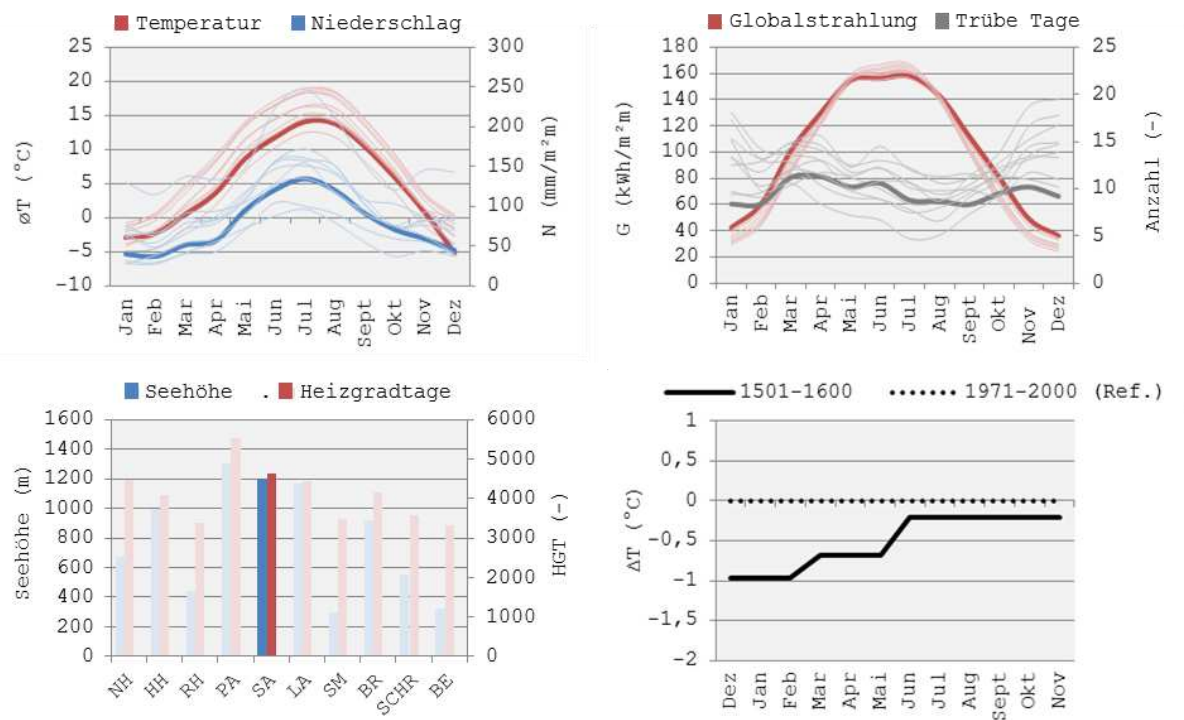 Temperatur Niederschlag
25 20 15 10 5 0 -5 -10
øT (°C)
300 250 200 150 100 50 0
N (mm/m²m)
Jan Feb Mar Apr Mai Jun Jul Aug Sept Okt Nov Dez
Globalstrahlung Trübe Tage
180 160 140 120 100 80 60 40 20 0
G (kWh/m²m)
25 20 15 10 5 0
Anzahl (-)
Jan Feb Mar Apr Mai Jun Jul Aug Sept Okt Nov Dez
Seehöhe . Heizgradtage
1600 1400 1200 1000 800 600 400 200 0
Seehöhe (m)
6000 5000 4000 3000 2000 1000 0
HGT (-)
NH HH RH PA SA LA SM BR SCHR BE
1501-1600 1971-2000 (Ref.)
1 0,5 0 -0,5 -1 -1,5 -2
ΔT (°C)
Dez Jan Feb Mar Apr Mai Jun Jul Aug Sept Okt Nov